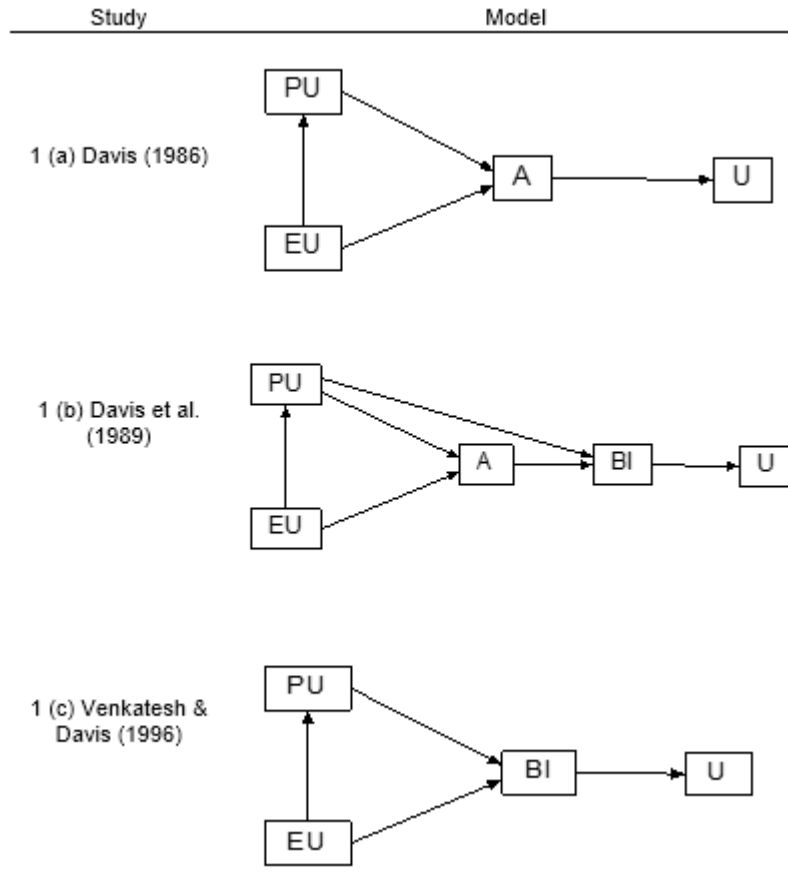 Study Model
PU
1 (a) Davis (1986)
A
U
EU
PU
1 (b) Davis et al.
(1989)
A
BI
U
EU
PU
1 (c) Venkatesh &
Davis (1996)
BI
U
EU